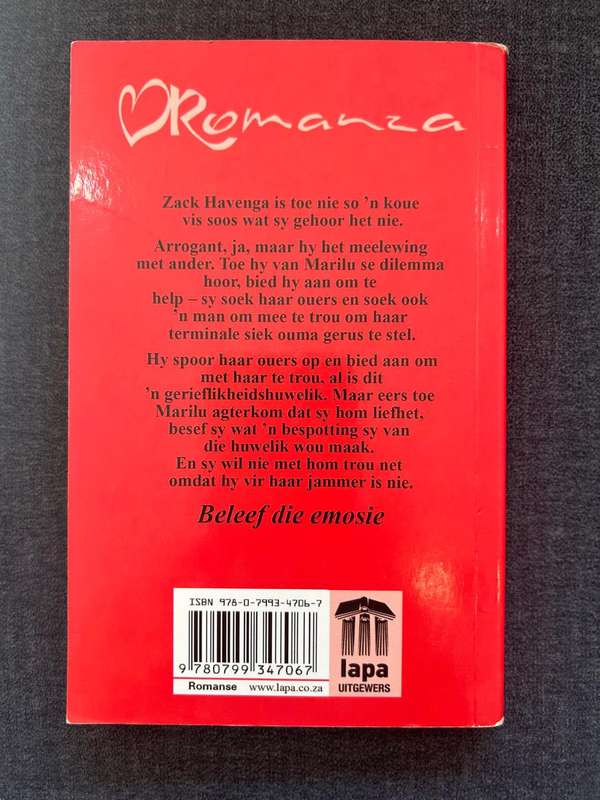 Romanza
Zack Havenga is toe nie so ’n koue
vis soos wat sy gehoor het nie.
Arrogant, ja, maar hy het meelewing
met ander. Toe hy van Marilu se dilemma
hoor, bied hy aan om te
help – sy soek haar ouers en soek ook
’n man om mee te trou om haar
terminale siek ouma gerus te stel.
Hy spoor haar ouers op en bied aan om
met haar te trou, al is dit
’n gerieflikheidshuwelik. Maar eers toe
Marilu agterkom dat sy hom liefhet,
besef sy wat ’n bespotting sy van
die huwelik wou maak.
En sy wil nie met hom trou net
omdat hy vir haar jammer is nie.
Beleef die emosie
ISBN 978-0-7993-4706-7
9 780799 347067
Romanse www.lapa.co.za
lapa
UITGEWERS